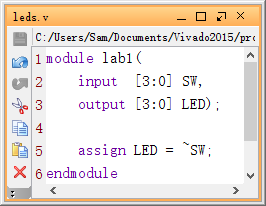 leds.v
C:/Users/Sam/Documents/Vivado2015/pro
1 module lab1(
2     input  [3:0] SW,
3     output [3:0] LED);
4
5     assign LED = ~SW;
6 endmodule